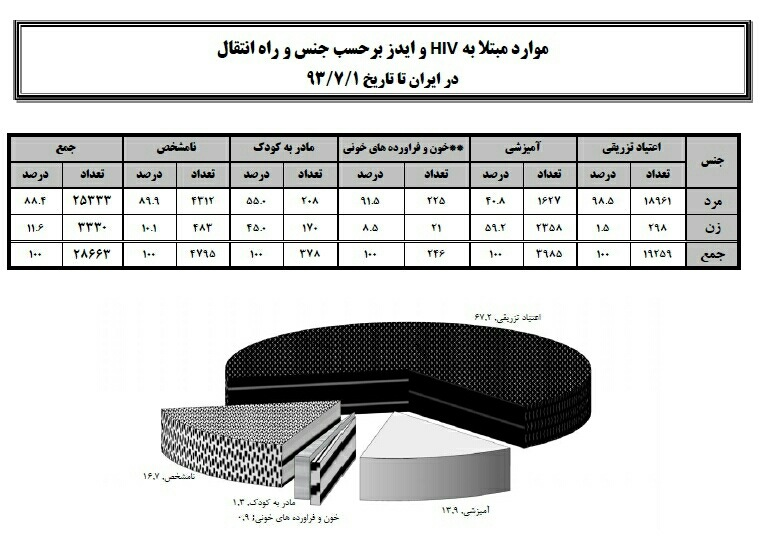 موارد مبتلا به HIV و ایدز برحسب جنس و راه انتقال
در ایران تا تاریخ ۹۳/۷/۱
جنس اعتیاد تزریقی آمیزشی **خون و فراورده های خونی مادر به کودک نامشخص جمع
تعداد درصد تعداد درصد تعداد درصد تعداد درصد تعداد درصد تعداد درصد
مرد ۱۸۹۶۱ ۹۸.۵ ۱۶۲۷ ۴۰.۸ ۲۲۵ ۹۱.۵ ۲۰۸ ۵۵.۰ ۴۳۱۲ ۸۹.۹ ۲۵۳۳۳ ۸۸.۴
زن ۲۹۸ ۱.۵ ۲۳۵۸ ۵۹.۲ ۲۱ ۸.۵ ۱۷۰ ۴۵.۰ ۴۸۳ ۱۰.۱ ۳۳۳۰ ۱۱.۶
جمع ۱۹۲۵۹ ۱۰۰ ۳۹۸۵ ۱۰۰ ۲۴۶ ۱۰۰ ۳۷۸ ۱۰۰ ۴۷۹۵ ۱۰۰ ۲۸۶۶۳ ۱۰۰
اعتیاد تزریقی, ۶۷.۲
نامشخص, ۱۶.۷
مادر به کودک, ۱.۳
خون و فراورده های خونی; ۰.۹
آمیزشی, ۱۳.۹